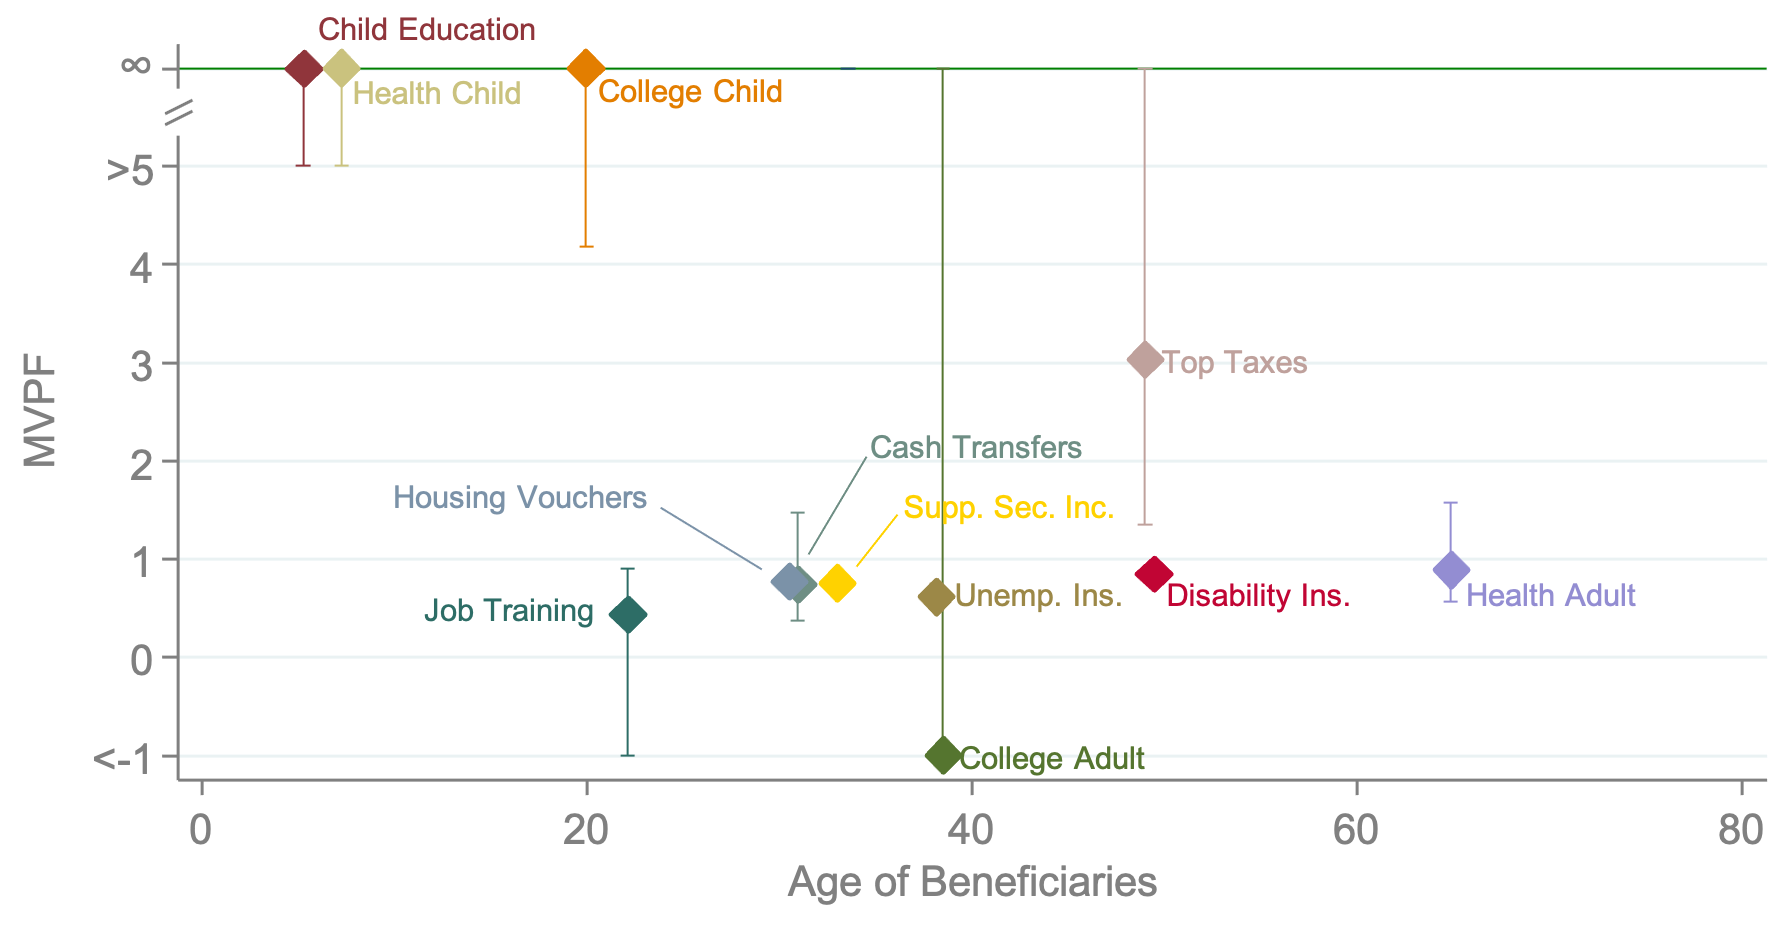 Child Education
∞
Health Child
College Child
>5
4
3
Top Taxes
MVPF
Cash Transfers
2
Housing Vouchers
Supp. Sec. Inc.
1
Job Training
Unemp. Ins.
Disability Ins.
Health Adult
0
<-1
College Adult
0
20
40
60
80
Age of Beneficiaries